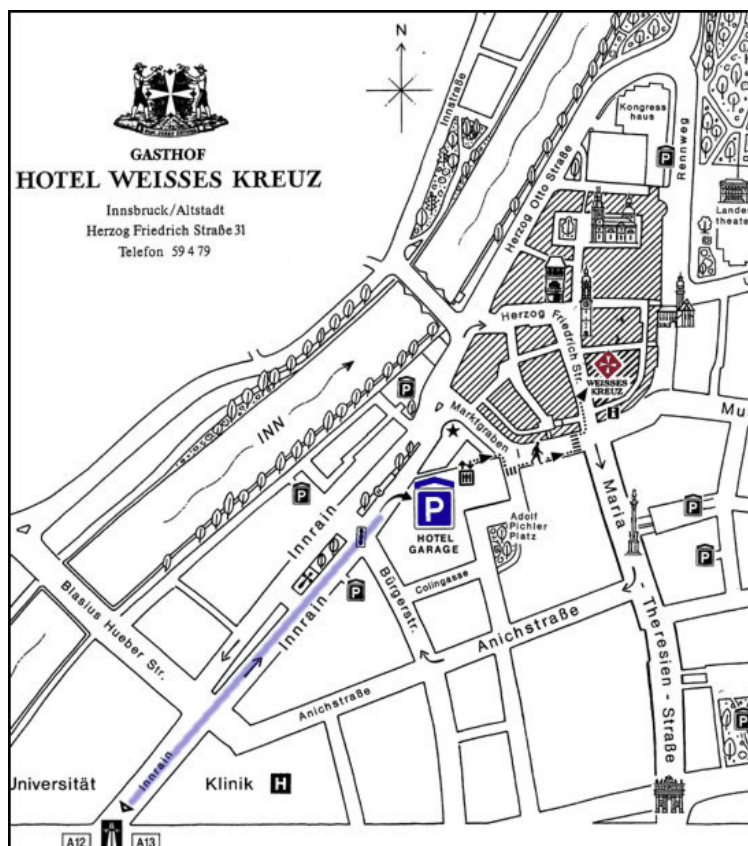 GASTHOF
HOTEL WEISSES KREUZ
Innsbruck/Altstadt
Herzog Friedrich Straße 31
Telefon 59 4 79
N
Innstraße
Kongress
haus
P
Rennweg
Herzog Otto Straße
Landes
theater
Herzog
Friedrich Str.
WEISSES
KREUZ
i
Mus
INN
P
Marktgraben
P
P
HOTEL
GARAGE
Adolf
Pichler
Platz
Maria
P
P
Innrain
Innrain
P
Bürgerstr.
Colingasse
Blasius Hueber Str.
Anichstraße
Anichstraße
- Theresien - Straße
P
Innrain
Universität
Klinik H
A12
A13